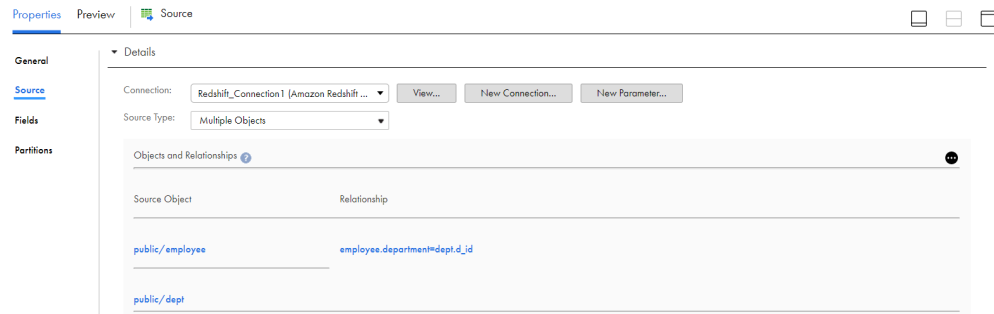 Properties Preview Source
Details
General
Connection: Redshift_Connection1 (Amazon Redshift ... View... New Connection... New Parameter...
Source
Source Type: Multiple Objects
Fields
Partitions
Objects and Relationships ?
Source Object Relationship
public/employee employee.department=dept.d_id
public/dept